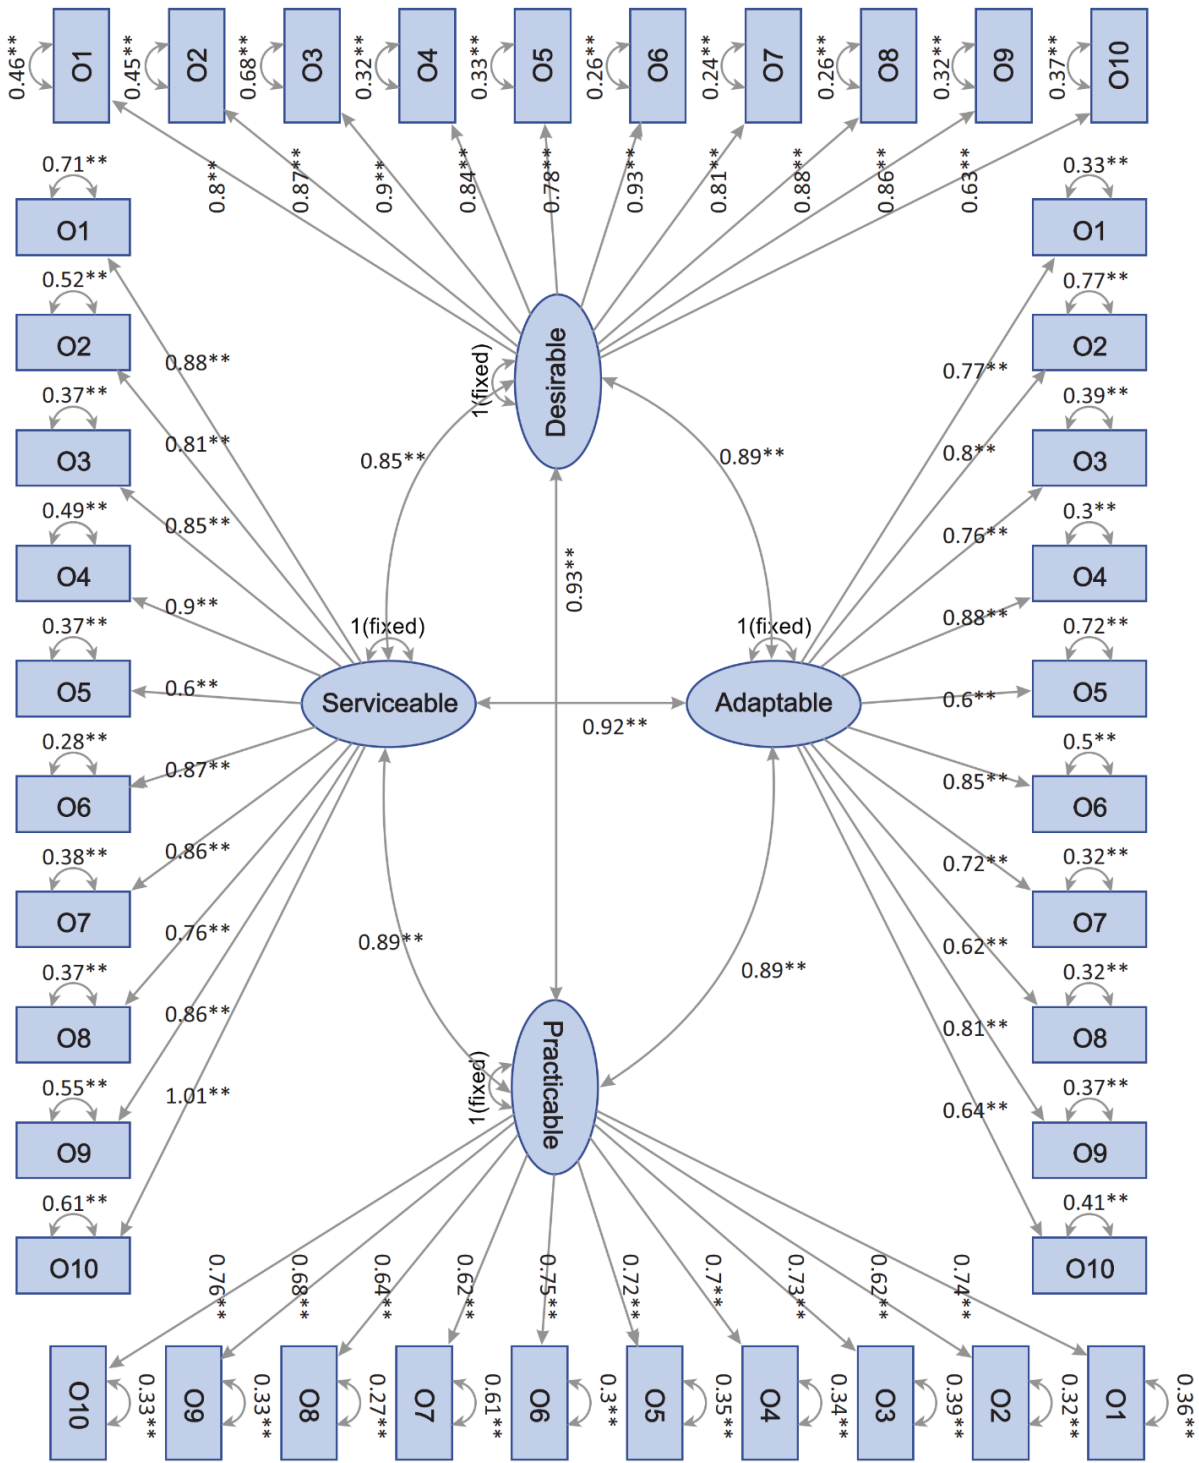 0.46**
O1
0.45**
O2
0.68**
O3
0.32**
O4
0.33**
O5
0.26**
O6
0.24**
O7
0.26**
O8
0.32**
O9
0.37**
O10
0.8**
0.87**
0.9**
0.84**
0.78**
0.93**
0.81**
0.88**
0.86**
0.63**
0.71**
O1
0.52**
O2
0.37**
O3
0.49**
O4
0.37**
O5
0.28**
O6
0.38**
O7
0.37**
O8
0.55**
O9
0.61**
O10
0.88**
0.81**
0.85**
0.9**
0.6**
0.87**
0.86**
0.76**
0.86**
1.01**
1(fixed)
Desirable
0.85**
0.89**
0.93**
1(fixed)
Serviceable
0.92**
1(fixed)
Adaptable
0.89**
0.89**
1(fixed)
Practicable
0.77**
0.8**
0.76**
0.88**
0.6**
0.85**
0.72**
0.62**
0.81**
0.64**
0.33**
O1
0.77**
O2
0.39**
O3
0.3**
O4
0.72**
O5
0.5**
O6
0.32**
O7
0.32**
O8
0.37**
O9
0.41**
O10
0.76**
0.68**
0.64**
0.62**
0.75**
0.72**
0.7**
0.73**
0.62**
0.74**
O10
0.33**
O9
0.33**
O8
0.27**
O7
0.61**
O6
0.3**
O5
0.35**
O4
0.34**
O3
0.39**
O2
0.32**
O1
0.36**